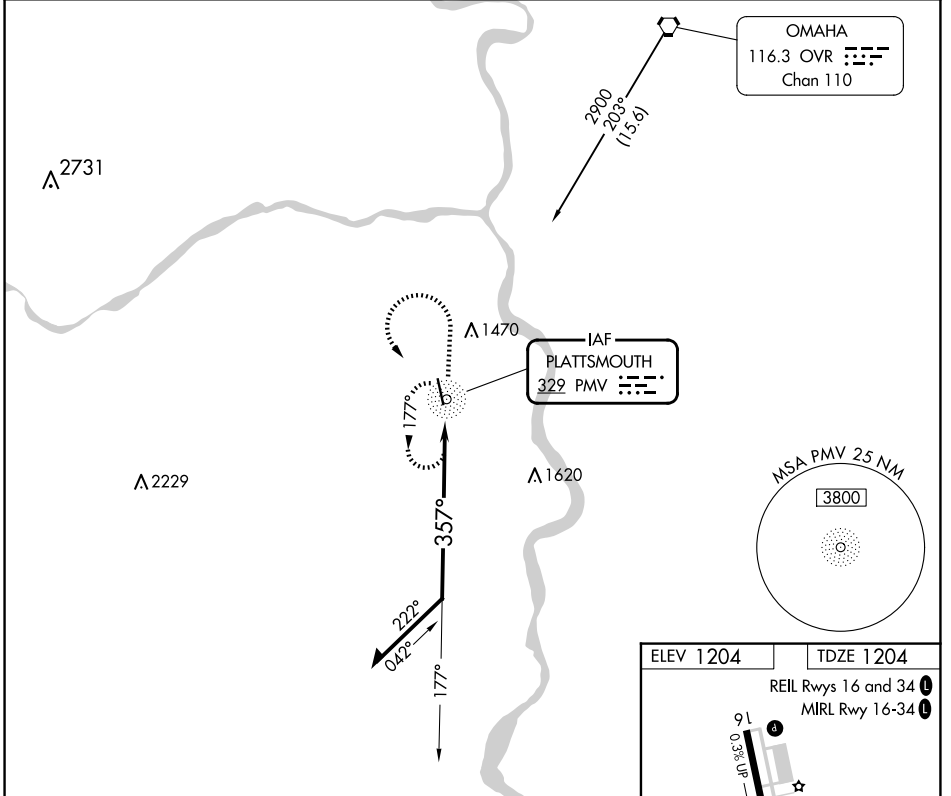 OMAHA
116.3 OVR
Chan 110
2900
203°
(15.6)
2731
1470
IAF
PLATTSMOUTH
329 PMV
177°
2229
1620
MSA PMV 25 NM
3800
357°
222°
042°
177°
ELEV 1204
TDZE 1204
REIL Rwys 16 and 34 L
MIRL Rwy 16-34 L
16
P
0.3% UP